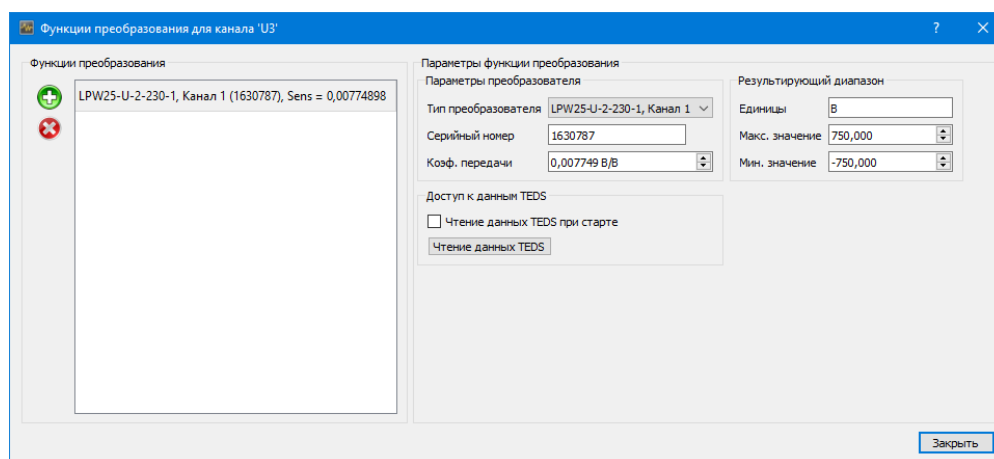 Функции преобразования для канала 'U3'
?
Функции преобразования
LPW25-U-2-230-1, Канал 1 (1630787), Sens = 0,00774898
Параметры функции преобразования
Параметры преобразователя
Тип преобразователя LPW25-U-2-230-1, Канал 1
Серийный номер 1630787
Коэф. передачи 0,007749 В/В
Результирующий диапазон
Единицы В
Макс. значение 750,000
Мин. значение -750,000
Доступ к данным TEDS
Чтение данных TEDS при старте
Чтение данных TEDS
Закрыть